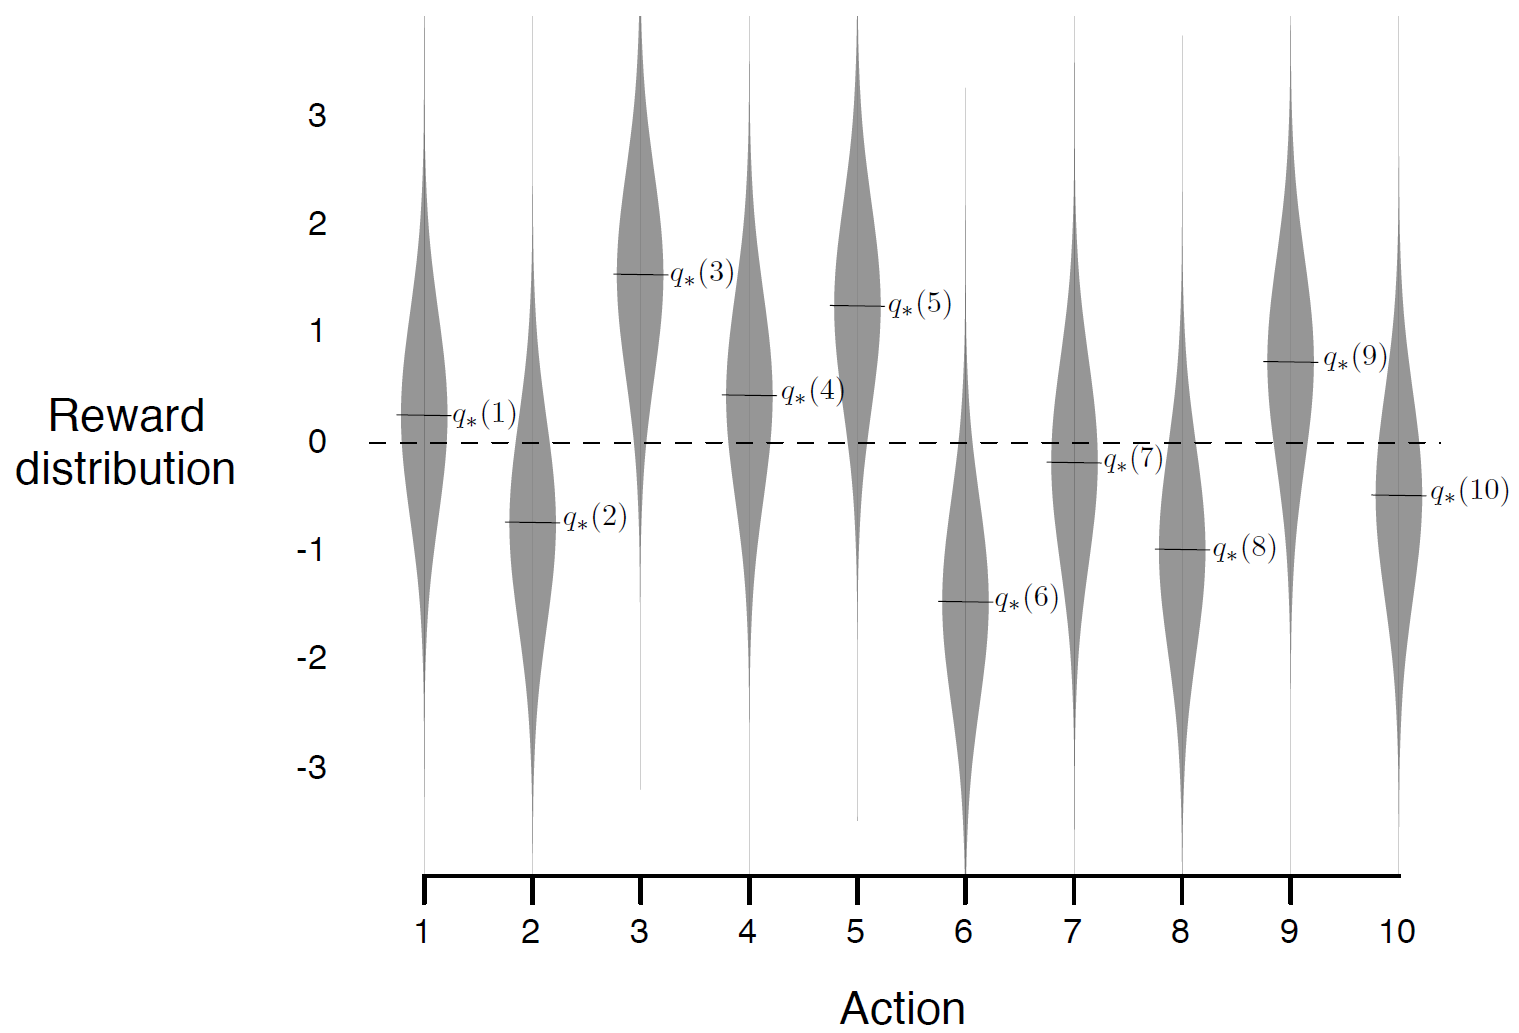 3
2
1
0
-1
-2
-3
Reward
distribution
q∗(1)
q∗(2)
q∗(3)
q∗(4)
q∗(5)
q∗(6)
q∗(7)
q∗(8)
q∗(9)
q∗(10)
1 2 3 4 5 6 7 8 9 10
Action